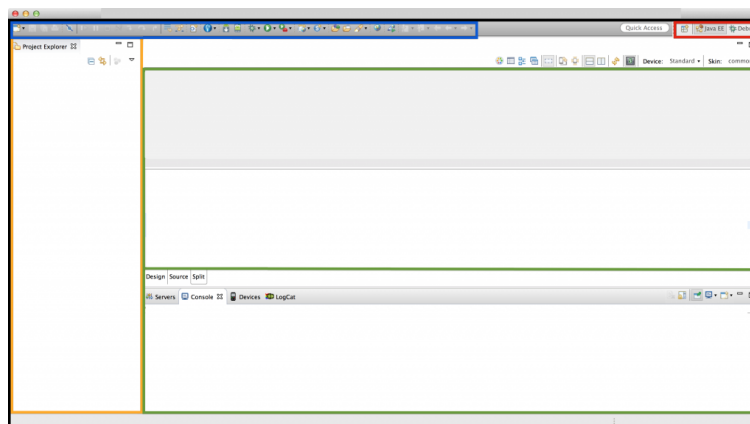 Quick Access
Java EE
Project Explorer
Device: Standard
Skin:
Design Source Split
Servers Console Devices LogCat